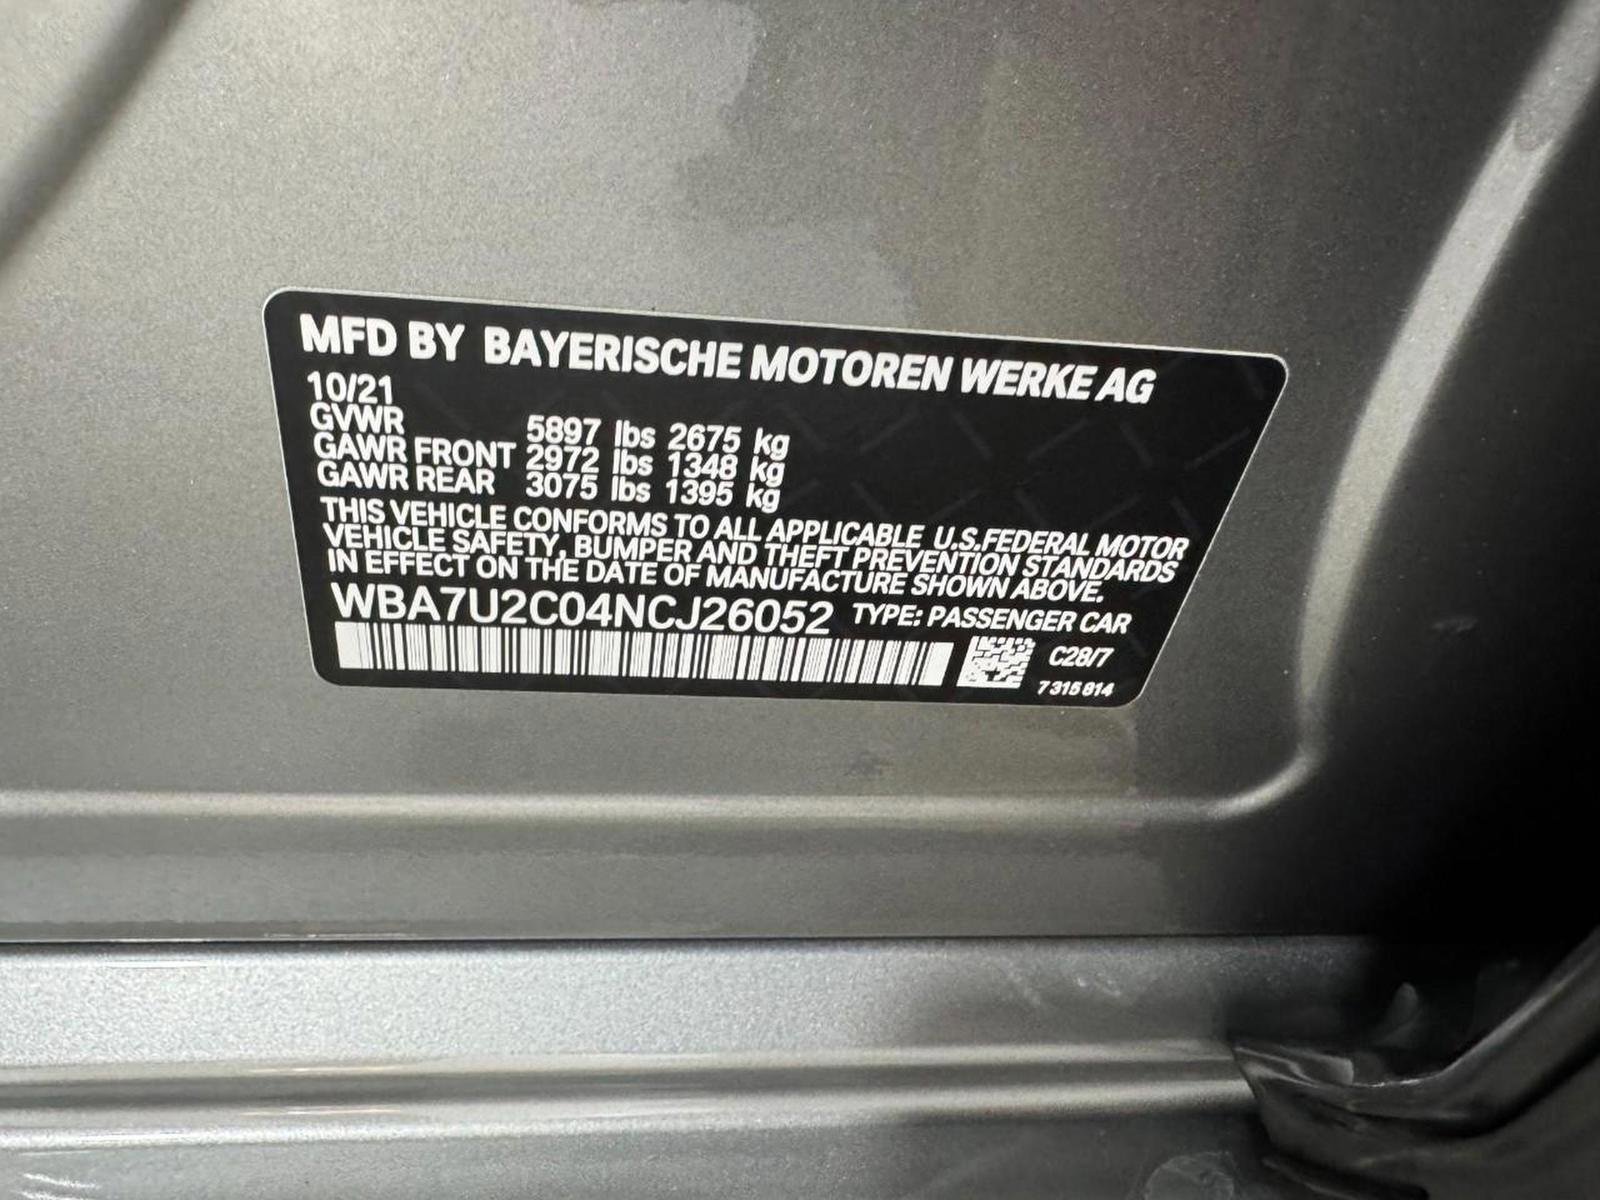 MFD BY BAYERISCHE MOTOREN WERKE AG
10/21
GVWR 5897 lbs 2675 kg
GAWR FRONT 2972 lbs 1348 kg
GAWR REAR 3075 lbs 1395 kg
THIS VEHICLE CONFORMS TO ALL APPLICABLE U.S.FEDERAL MOTOR
VEHICLE SAFETY, BUMPER AND THEFT PREVENTION STANDARDS
IN EFFECT ON THE DATE OF MANUFACTURE SHOWN ABOVE.
WBA7U2C04NCJ26052 TYPE: PASSENGER CAR
C28/7
7 315 814